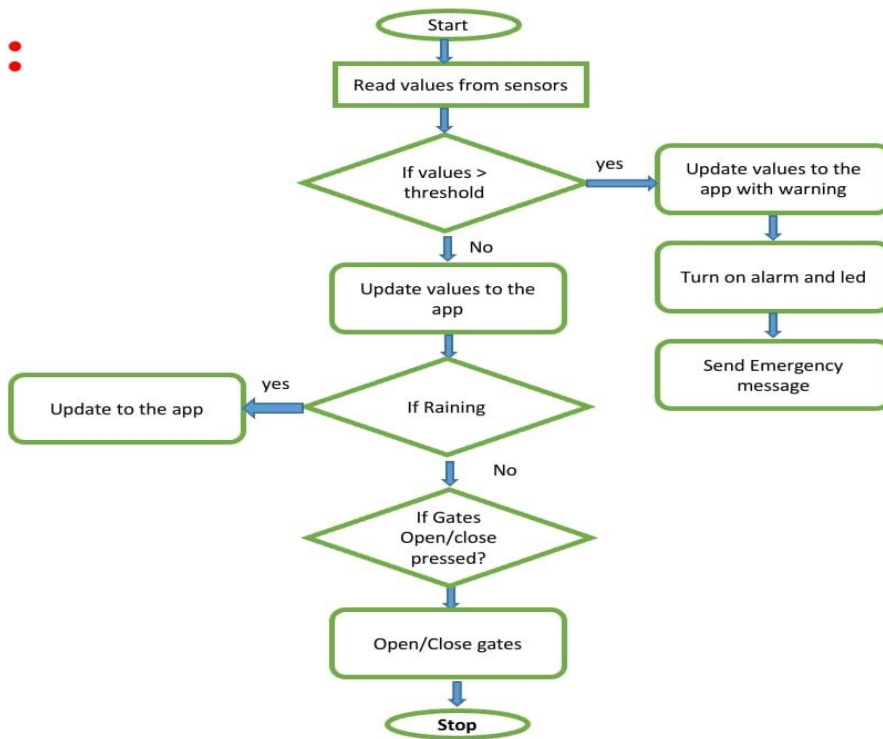 Start
Read values from sensors
If values >
threshold
yes
Update values to the
app with warning
No
Turn on alarm and led
Update values to the
app
Send Emergency
message
yes
Update to the app
If Raining
No
If Gates
Open/close
pressed?
Open/Close gates
Stop